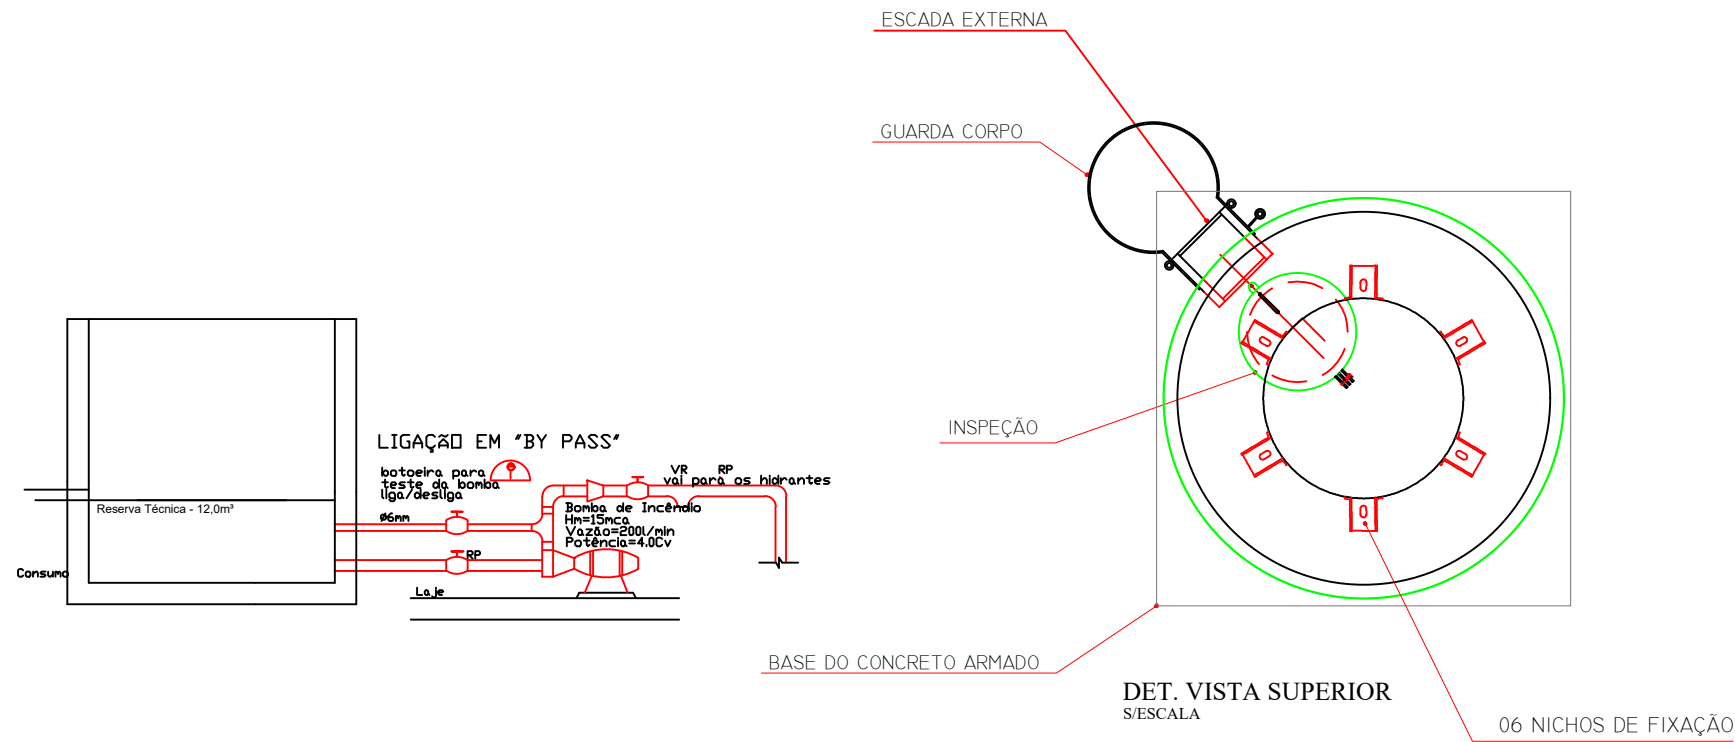 ESCADA EXTERNA
GUARDA CORPO
INSPEÇÃO
LIGAÇÃO EM "BY PASS"
botoeira para
teste da bomba
liga/desliga
VR RP
vai para os hidrantes
Reserva Técnica - 12,0m³
Ø6mm
Bomba de Incêndio
Hm=15mca
Vazão=200l/min
Potência=4.0Cv
RP
Consumo
Laje
BASE DO CONCRETO ARMADO
DET. VISTA SUPERIOR
S/ESCALA
06 NICHOS DE FIXAÇÃO